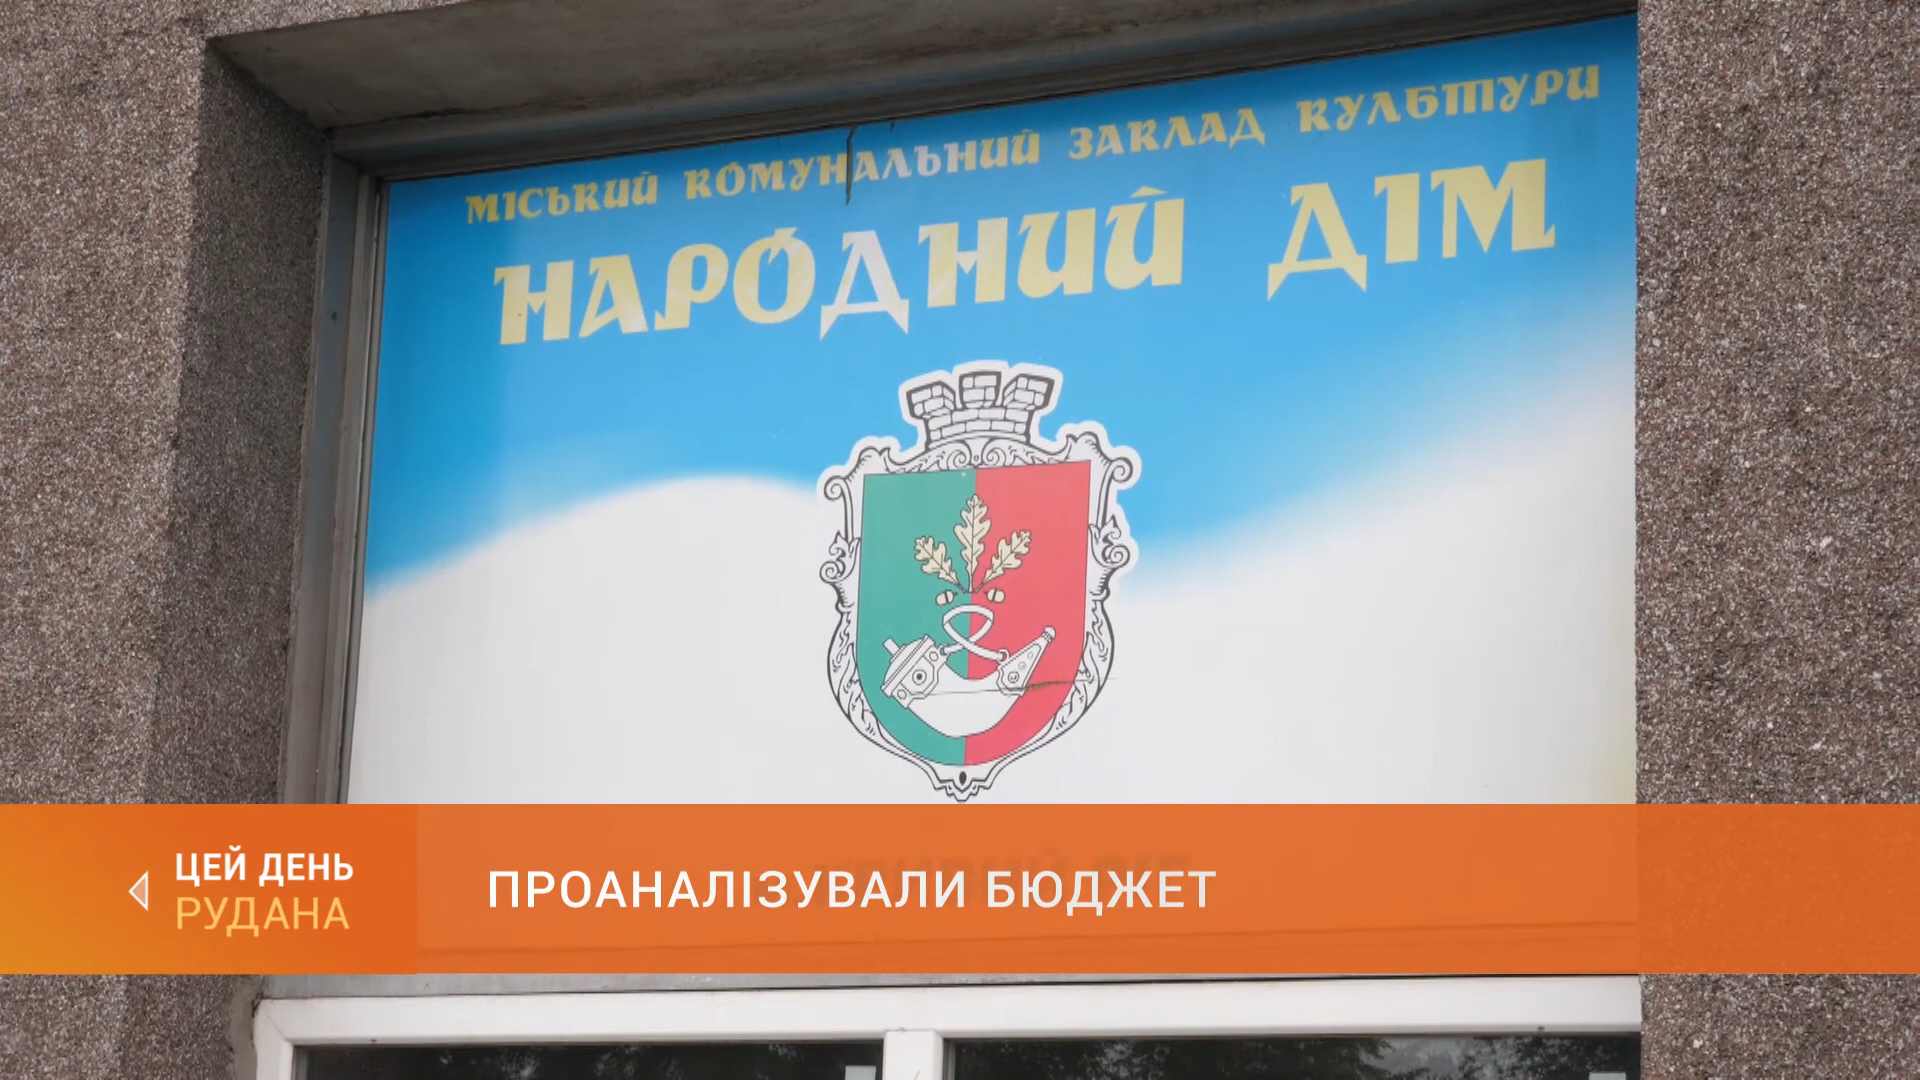 МІСЬКИЙ КОМУНАЛЬНИЙ ЗАКЛАД КУЛЬТУРИ
НАРОДНИЙ ДІМ
ЦЕЙ ДЕНЬ
РУДАНА
ПРОАНАЛІЗУВАЛИ БЮДЖЕТ